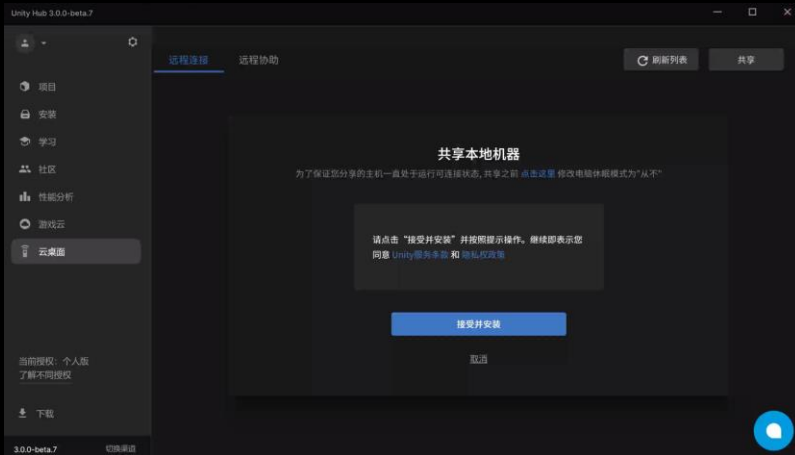 Unity Hub 3.0.0-beta.7
远程连接
远程协助
刷新列表
共享
项目
安装
学习
社区
性能分析
游戏云
云桌面
共享本地机器
为了保证您分享的主机一直处于运行可连接状态, 共享之前 点击这里 修改电脑休眠模式为“从不”
请点击“接受并安装”并按照提示操作。继续即表示您
同意 Unity服务条款 和 隐私权政策
接受并安装
取消
当前授权：个人版
了解不同授权
下载
3.0.0-beta.7
切换渠道